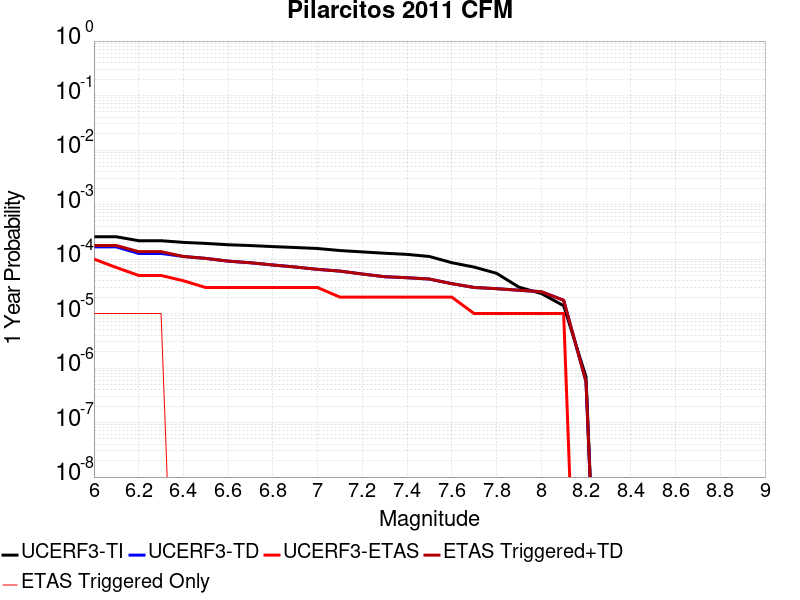 Pilarcitos 2011 CFM
10^0
10^-1
10^-2
10^-3
10^-4
10^-5
10^-6
10^-7
10^-8
1 Year Probability
6 6.2 6.4 6.6 6.8 7 7.2 7.4 7.6 7.8 8 8.2 8.4 8.6 8.8 9
Magnitude
UCERF3-TI UCERF3-TD UCERF3-ETAS ETAS Triggered+TD
ETAS Triggered Only